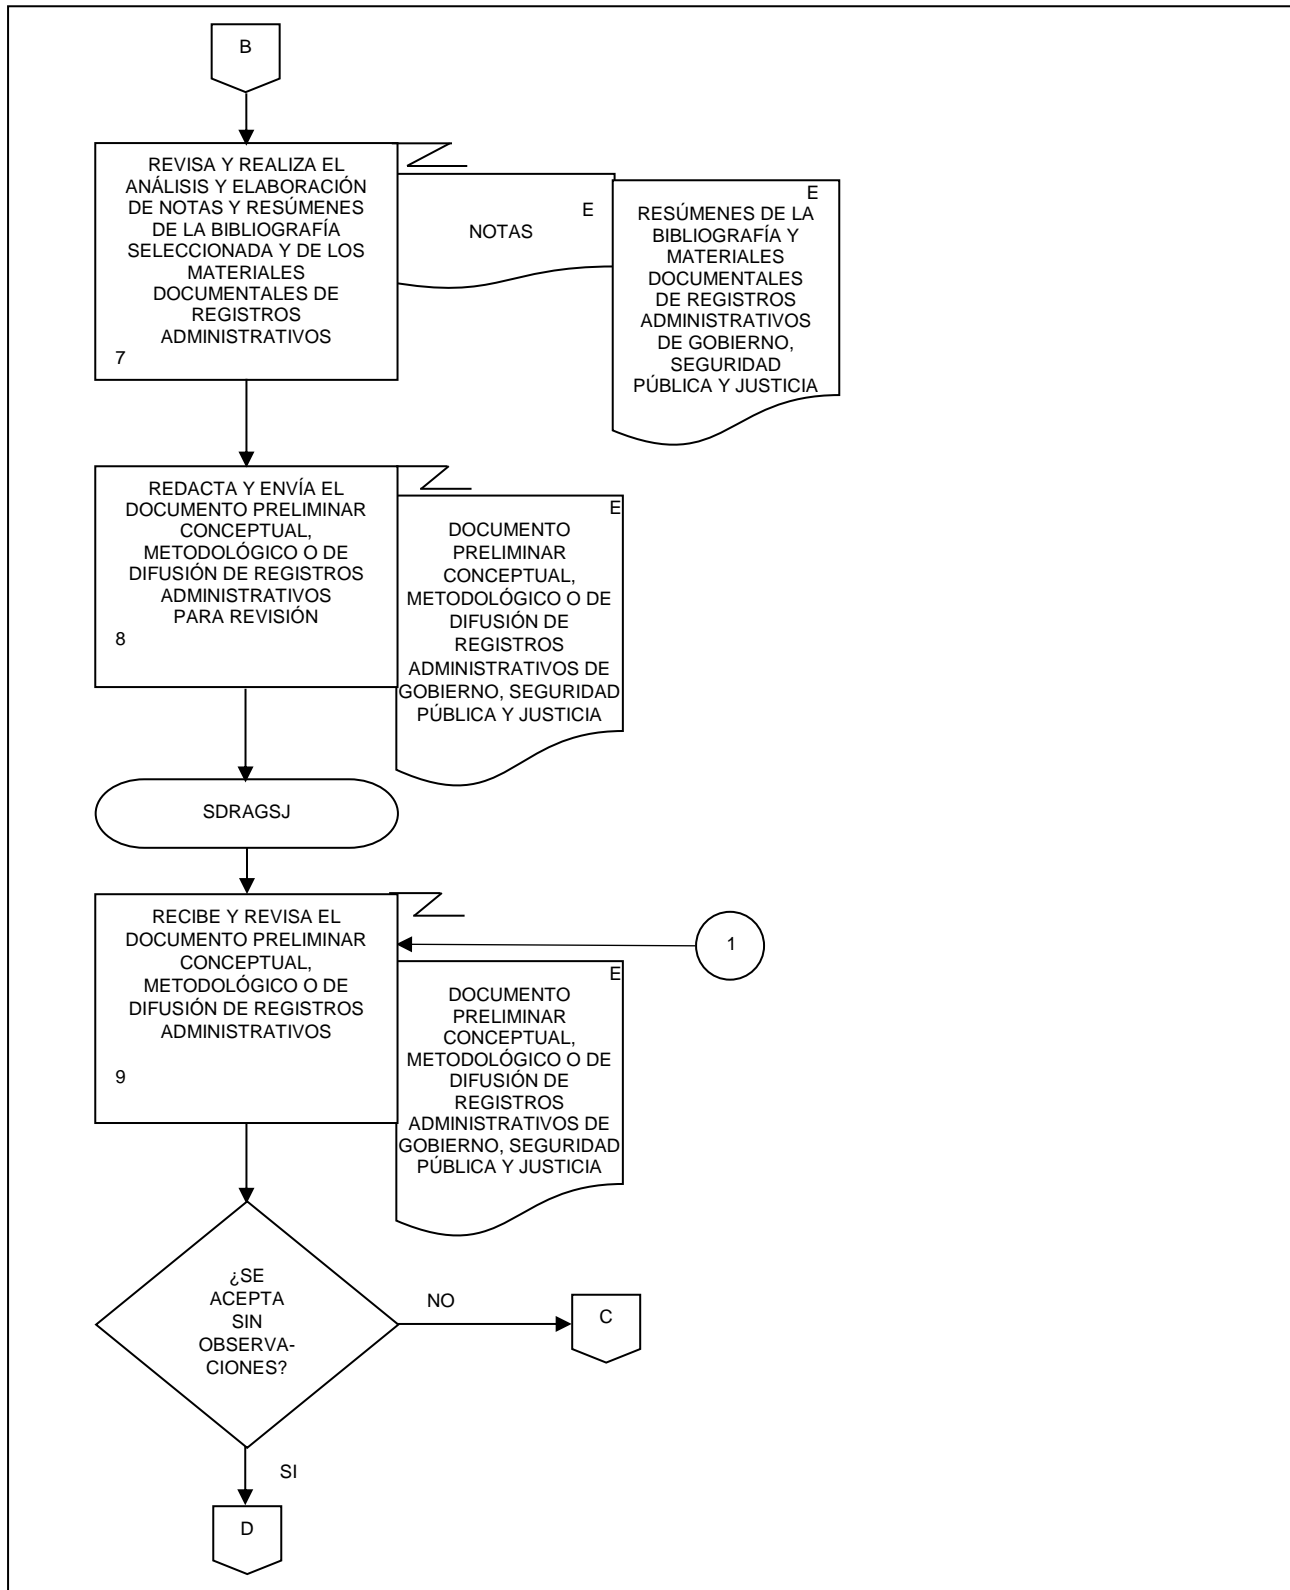 B
REVISA Y REALIZA EL
ANÁLISIS Y ELABORACIÓN
DE NOTAS Y RESÚMENES
DE LA BIBLIOGRAFÍA
SELECCIONADA Y DE LOS
MATERIALES
DOCUMENTALES DE
REGISTROS
ADMINISTRATIVOS
7
E
NOTAS
E
RESÚMENES DE LA
BIBLIOGRAFÍA Y
MATERIALES
DOCUMENTALES
DE REGISTROS
ADMINISTRATIVOS
DE GOBIERNO,
SEGURIDAD
PÚBLICA Y JUSTICIA
REDACTA Y ENVÍA EL
DOCUMENTO PRELIMINAR
CONCEPTUAL,
METODOLÓGICO O DE
DIFUSIÓN DE REGISTROS
ADMINISTRATIVOS
PARA REVISIÓN
8
E
DOCUMENTO
PRELIMINAR
CONCEPTUAL,
METODOLÓGICO O DE
DIFUSIÓN DE
REGISTROS
ADMINISTRATIVOS DE
GOBIERNO, SEGURIDAD
PÚBLICA Y JUSTICIA
SDRAGSJ
RECIBE Y REVISA EL
DOCUMENTO PRELIMINAR
CONCEPTUAL,
METODOLÓGICO O DE
DIFUSIÓN DE REGISTROS
ADMINISTRATIVOS
9
1
E
DOCUMENTO
PRELIMINAR
CONCEPTUAL,
METODOLÓGICO O DE
DIFUSIÓN DE
REGISTROS
ADMINISTRATIVOS DE
GOBIERNO, SEGURIDAD
PÚBLICA Y JUSTICIA
¿SE
ACEPTA
SIN
OBSERVA-
CIONES?
NO
C
SI
D